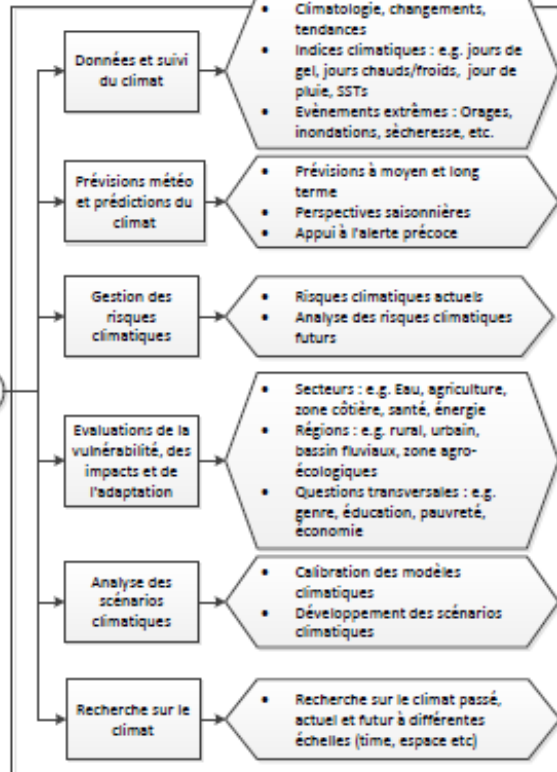 Données et suivi
du climat
• Climatologie, changements,
tendances
• Indices climatiques : e.g. jours de
gel, jours chauds/froids, jour de
pluie, SSTs
• Evènements extrêmes : Orages,
inondations, sècheresse, etc.
Prévisions météo
et prédictions du
climat
• Prévisions à moyen et long
terme
• Perspectives saisonnières
• Appui à l'alerte précoce
Gestion des
risques
climatiques
• Risques climatiques actuels
• Analyse des risques climatiques
futurs
Evaluations de la
vulnérabilité, des
impacts et de
l'adaptation
• Secteurs : e.g. Eau, agriculture,
zone côtière, santé, énergie
• Régions : e.g. rural, urbain,
bassin fluviaux, zone agro-
écologiques
• Questions transversales : e.g.
genre, éducation, pauvreté,
économie
Analyse des
scénarios
climatiques
• Calibration des modèles
climatiques
• Développement des scénarios
climatiques
Recherche sur le
climat
• Recherche sur le climat passé,
actuel et futur à différentes
échelles (time, espace etc)